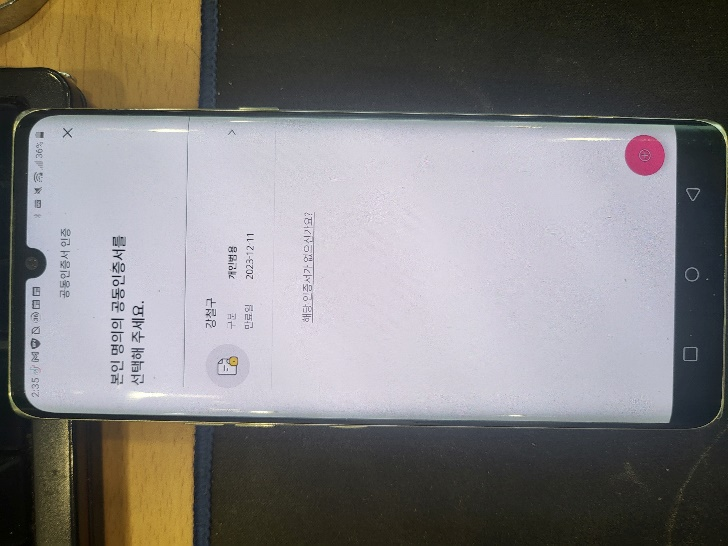 2:35
36%
공동인증서 인증
본인 명의의 공동인증서를
선택해 주세요.
강철구
구분 개인범용
만료일 2023-12-11
해당 인증서가 없으신가요?